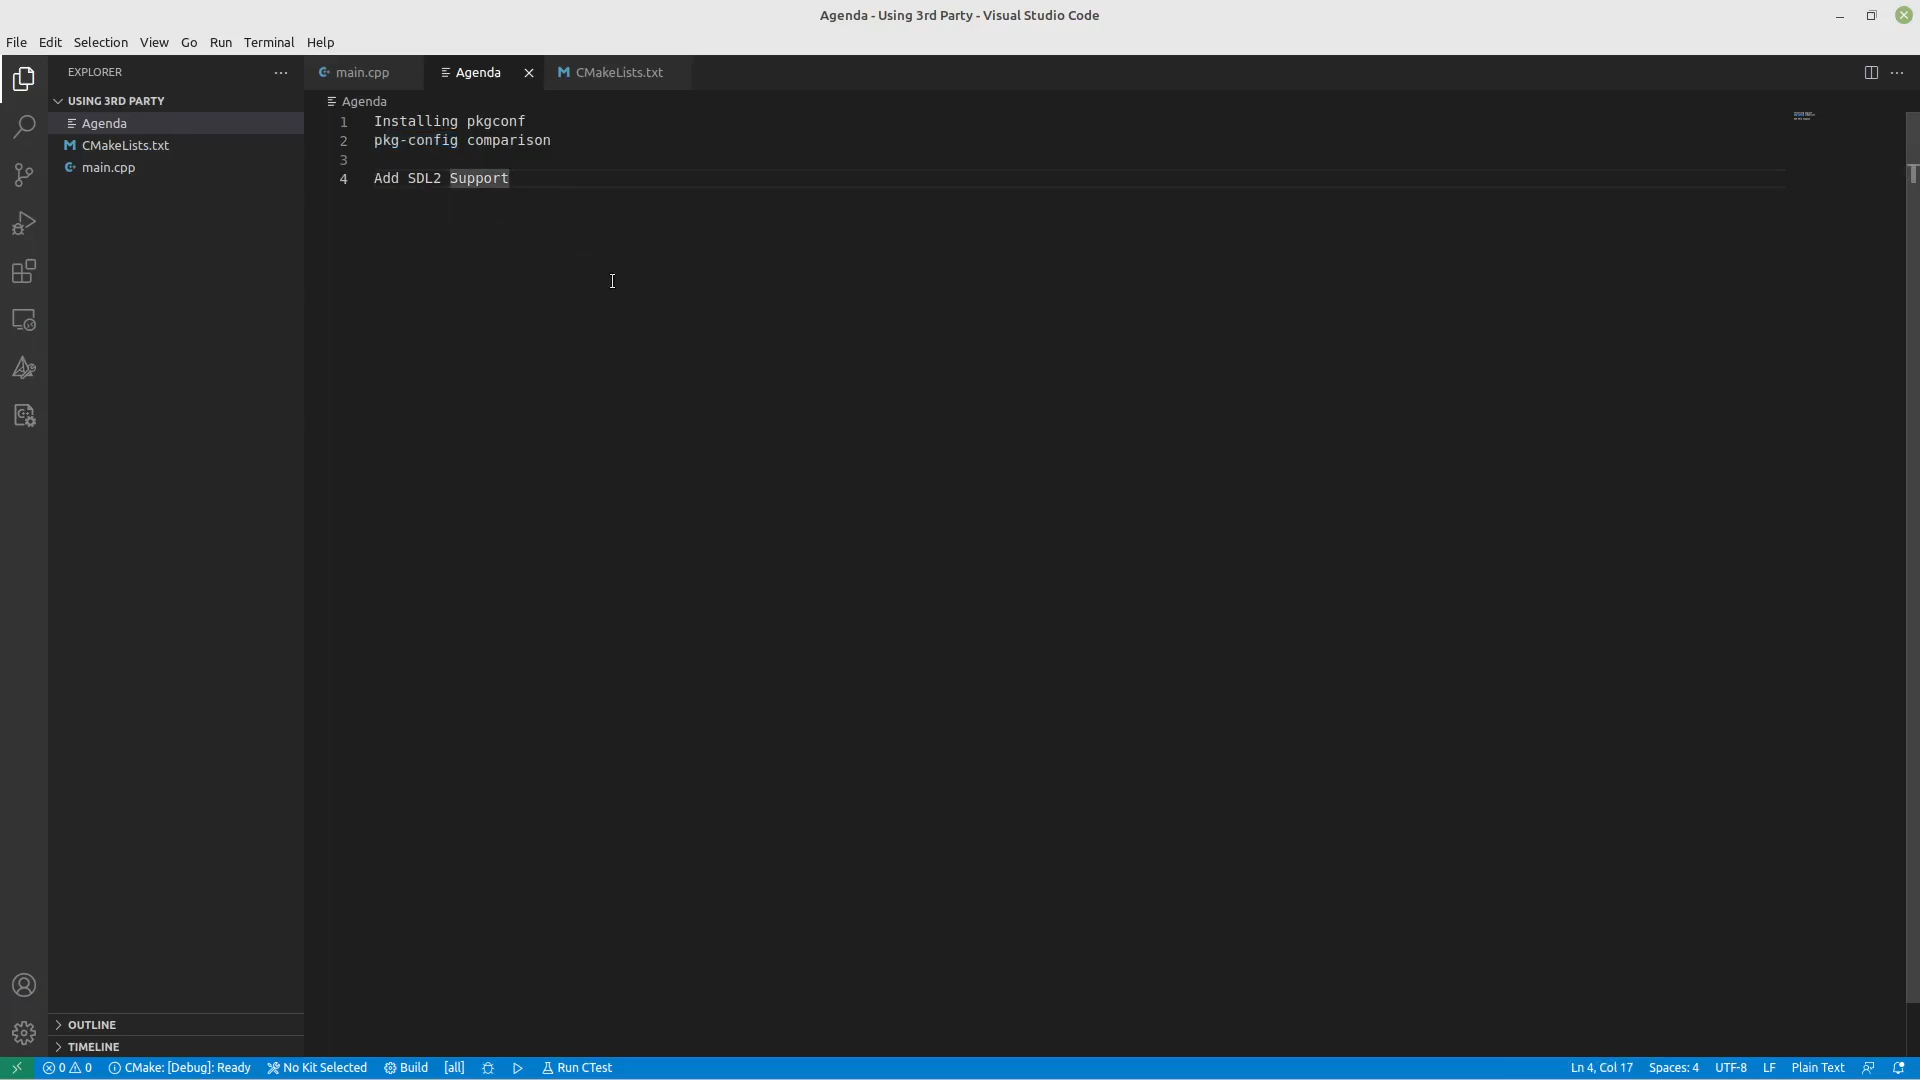 Agenda - Using 3rd Party - Visual Studio Code
File Edit Selection View Go Run Terminal Help
EXPLORER
main.cpp Agenda CMakeLists.txt
USING 3RD PARTY
Agenda
CMakeLists.txt
main.cpp
Agenda
1 Installing pkgconf
2 pkg-config comparison
3
4 Add SDL2 Support
OUTLINE
TIMELINE
0 0 CMake: [Debug]: Ready No Kit Selected Build [all] Run CTest Ln 4, Col 17 Spaces: 4 UTF-8 LF Plain Text